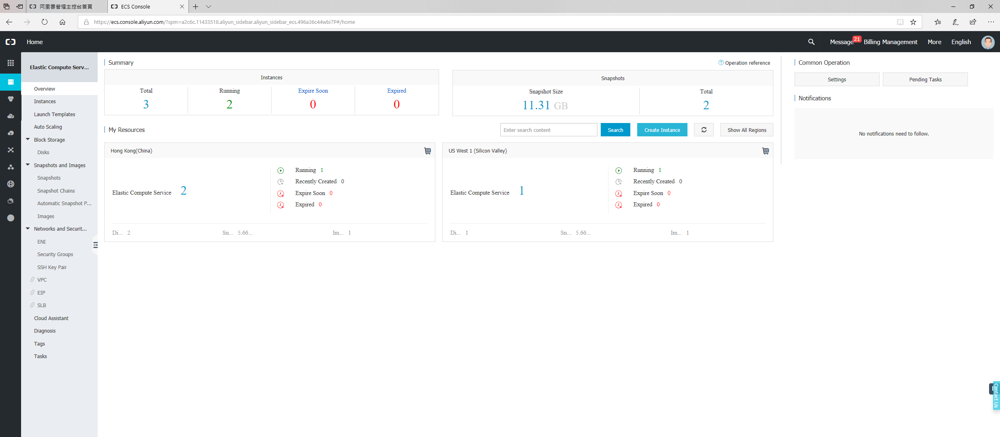 阿里雲管理主控台首頁
ECS Console
https://ecs.console.aliyun.com/?spm=a2c6c.11433518.aliyun_sidebar.aliyun_sidebar_ecs.496a36c44wbi7P#/home
Home
Message 21
Billing Management
More
English
Elastic Compute Serv...
Overview
Instances
Launch Templates
Auto Scaling
Block Storage
Disks
Snapshots and Images
Snapshots
Snapshot Chains
Automatic Snapshot P...
Images
Networks and Securit...
ENI
Security Groups
SSH Key Pair
VPC
EIP
SLB
Cloud Assistant
Diagnosis
Tags
Tasks
Summary
Operation reference
Instances
Total
3
Running
2
Expire Soon
0
Expired
0
Snapshots
Snapshot Size
11.31 GB
Total
2
My Resources
Enter search content
Search
Create Instance
Show All Regions
Hong Kong(China)
Elastic Compute Service 2
Running 1
Recently Created 0
Expire Soon 0
Expired 0
Di... 2
Sn... 5.66...
Im... 1
US West 1 (Silicon Valley)
Elastic Compute Service 1
Running 1
Recently Created 0
Expire Soon 0
Expired 0
Di... 1
Sn... 5.66...
Im... 1
Common Operation
Settings
Pending Tasks
Notifications
No notifications need to follow.
Contact Us